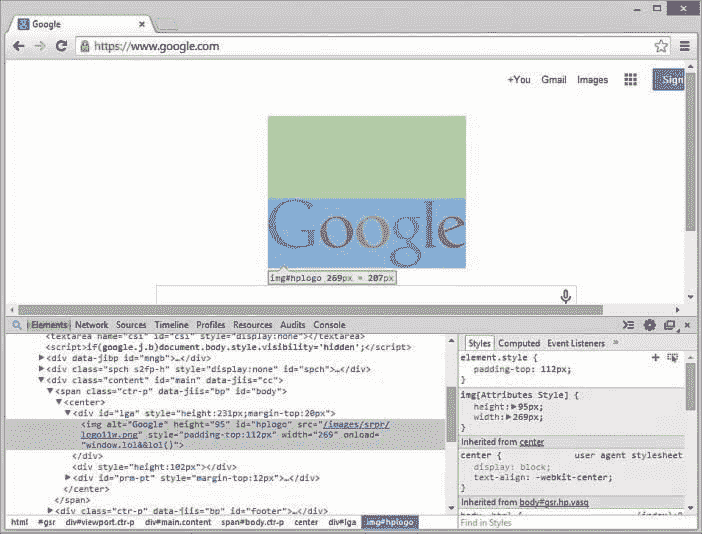 Google
https://www.google.com
+You Gmail Images Sign
Google
img#hplogo 269px × 207px
Elements Network Sources Timeline Profiles Resources Audits Console
<textarea name="csi" id="csi" style="display:none"></textarea>
<script>if(google.j.b)document.body.style.visibility='hidden';</script>
▶<div data-jibp id="mngb">…</div>
▶<div class="spch s2fp-h" style="display:none" id="spch">…</div>
▼<div class="content" id="main" data-jiis="cc">
▼<span class="ctr-p" data-jiis="bp" id="body">
▼<center>
▼<div id="lga" style="height:231px;margin-top:20px">
<img alt="Google" height="95" id="hplogo" src="/images/srpr/
logo11w.png" style="padding-top:112px" width="269" onload=
"window.lol&&lol()">
</div>
<div style="height:102px"></div>
▶<div id="prm-pt" style="margin-top:12px">…</div>
</center>
</span>
▶<div class="ctr-p" data-jiis="bp" id="footer">…</div>
html #gsr div#viewport.ctr-p div#main.content span#body.ctr-p center div#lga img#hplogo
Styles Computed Event Listeners »
element.style {
padding-top: 112px;
}
img[Attributes Style] {
height:▶95px;
width:▶269px;
}
Inherited from center
center { user agent stylesheet
display: block;
text-align: -webkit-center;
}
Inherited from body#gsr.hp.vasq
Find in Styles